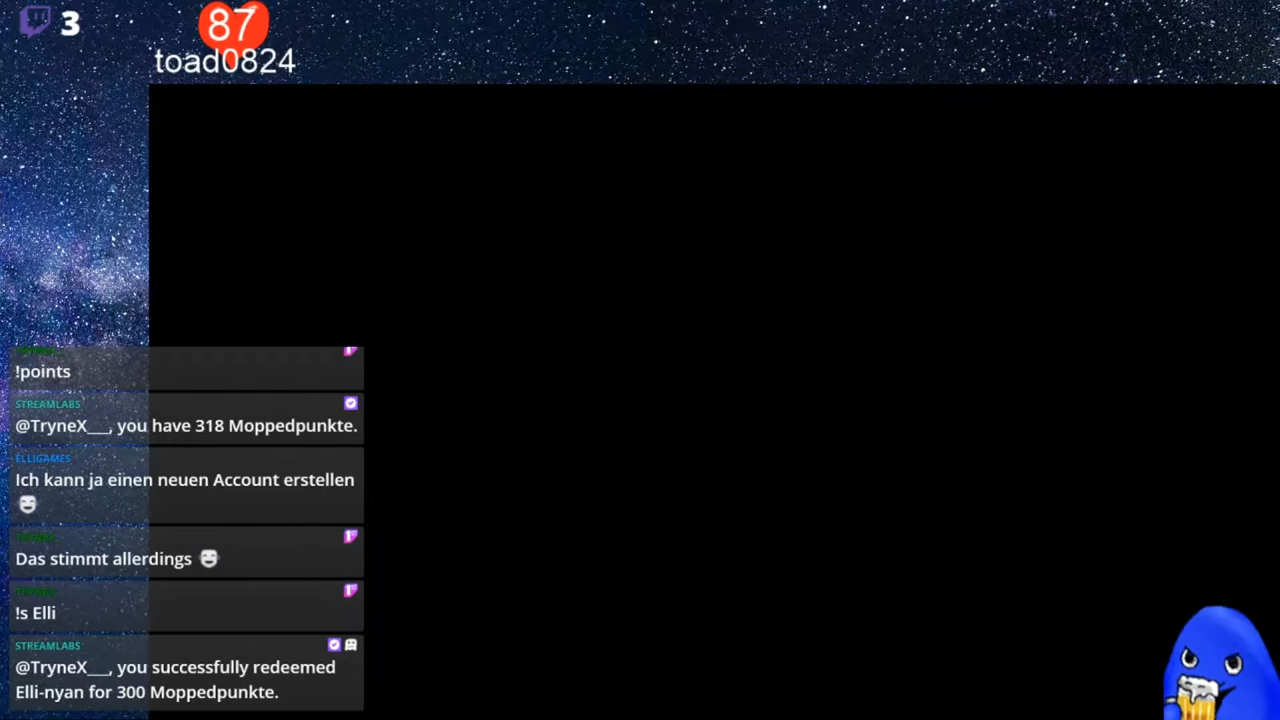 3
87
toad0824
!points
STREAMLABS
@TryneX___, you have 318 Moppedpunkte.
ELLIGAMES
Ich kann ja einen neuen Account erstellen
Das stimmt allerdings
TRYNEX___
!s Elli
STREAMLABS
@TryneX___, you successfully redeemed
Elli-nyan for 300 Moppedpunkte.